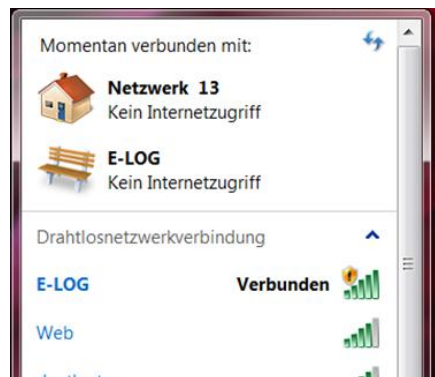 Momentan verbunden mit:
Netzwerk 13
Kein Internetzugriff
E-LOG
Kein Internetzugriff
Drahtlosnetzwerkverbindung
E-LOG Verbunden
Web